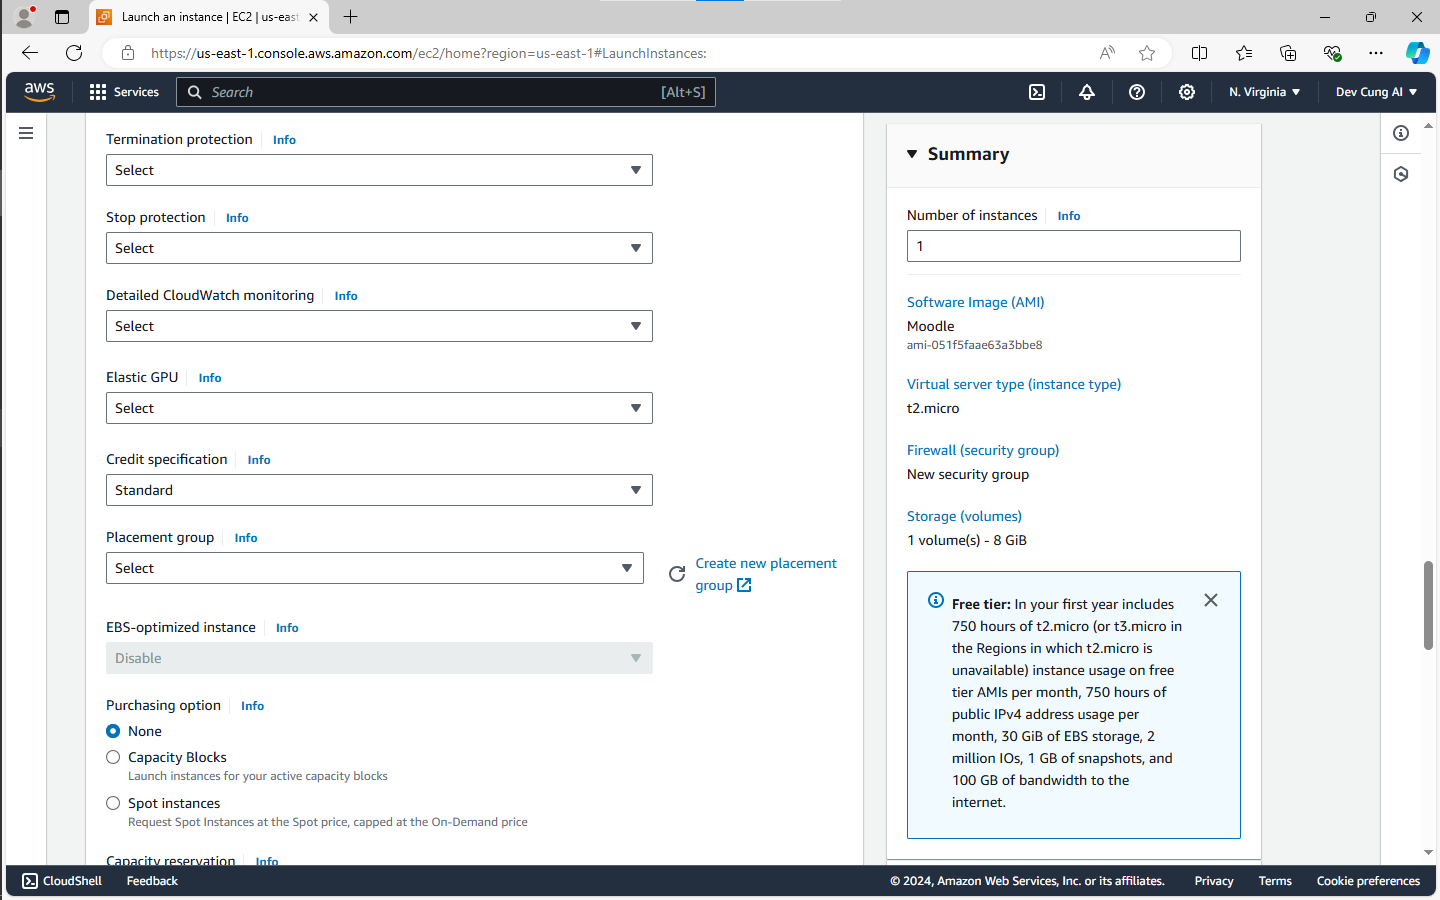 Launch an instance | EC2 | us-east
https://us-east-1.console.aws.amazon.com/ec2/home?region=us-east-1#LaunchInstances:
aws
Services
Search
[Alt+S]
N. Virginia
Dev Cung AI
Termination protection
Info
Select
Stop protection
Info
Select
Detailed CloudWatch monitoring
Info
Select
Elastic GPU
Info
Select
Credit specification
Info
Standard
Placement group
Info
Select
Create new placement
group
EBS-optimized instance
Info
Disable
Purchasing option
Info
None
Capacity Blocks
Launch instances for your active capacity blocks
Spot instances
Request Spot Instances at the Spot price, capped at the On-Demand price
Capacity reservation
Info
Summary
Number of instances
Info
1
Software Image (AMI)
Moodle
ami-051f5faae63a3bbe8
Virtual server type (instance type)
t2.micro
Firewall (security group)
New security group
Storage (volumes)
1 volume(s) - 8 GiB
Free tier: In your first year includes
750 hours of t2.micro (or t3.micro in
the Regions in which t2.micro is
unavailable) instance usage on free
tier AMIs per month, 750 hours of
public IPv4 address usage per
month, 30 GiB of EBS storage, 2
million IOs, 1 GB of snapshots, and
100 GB of bandwidth to the
internet.
CloudShell
Feedback
© 2024, Amazon Web Services, Inc. or its affiliates.
Privacy
Terms
Cookie preferences